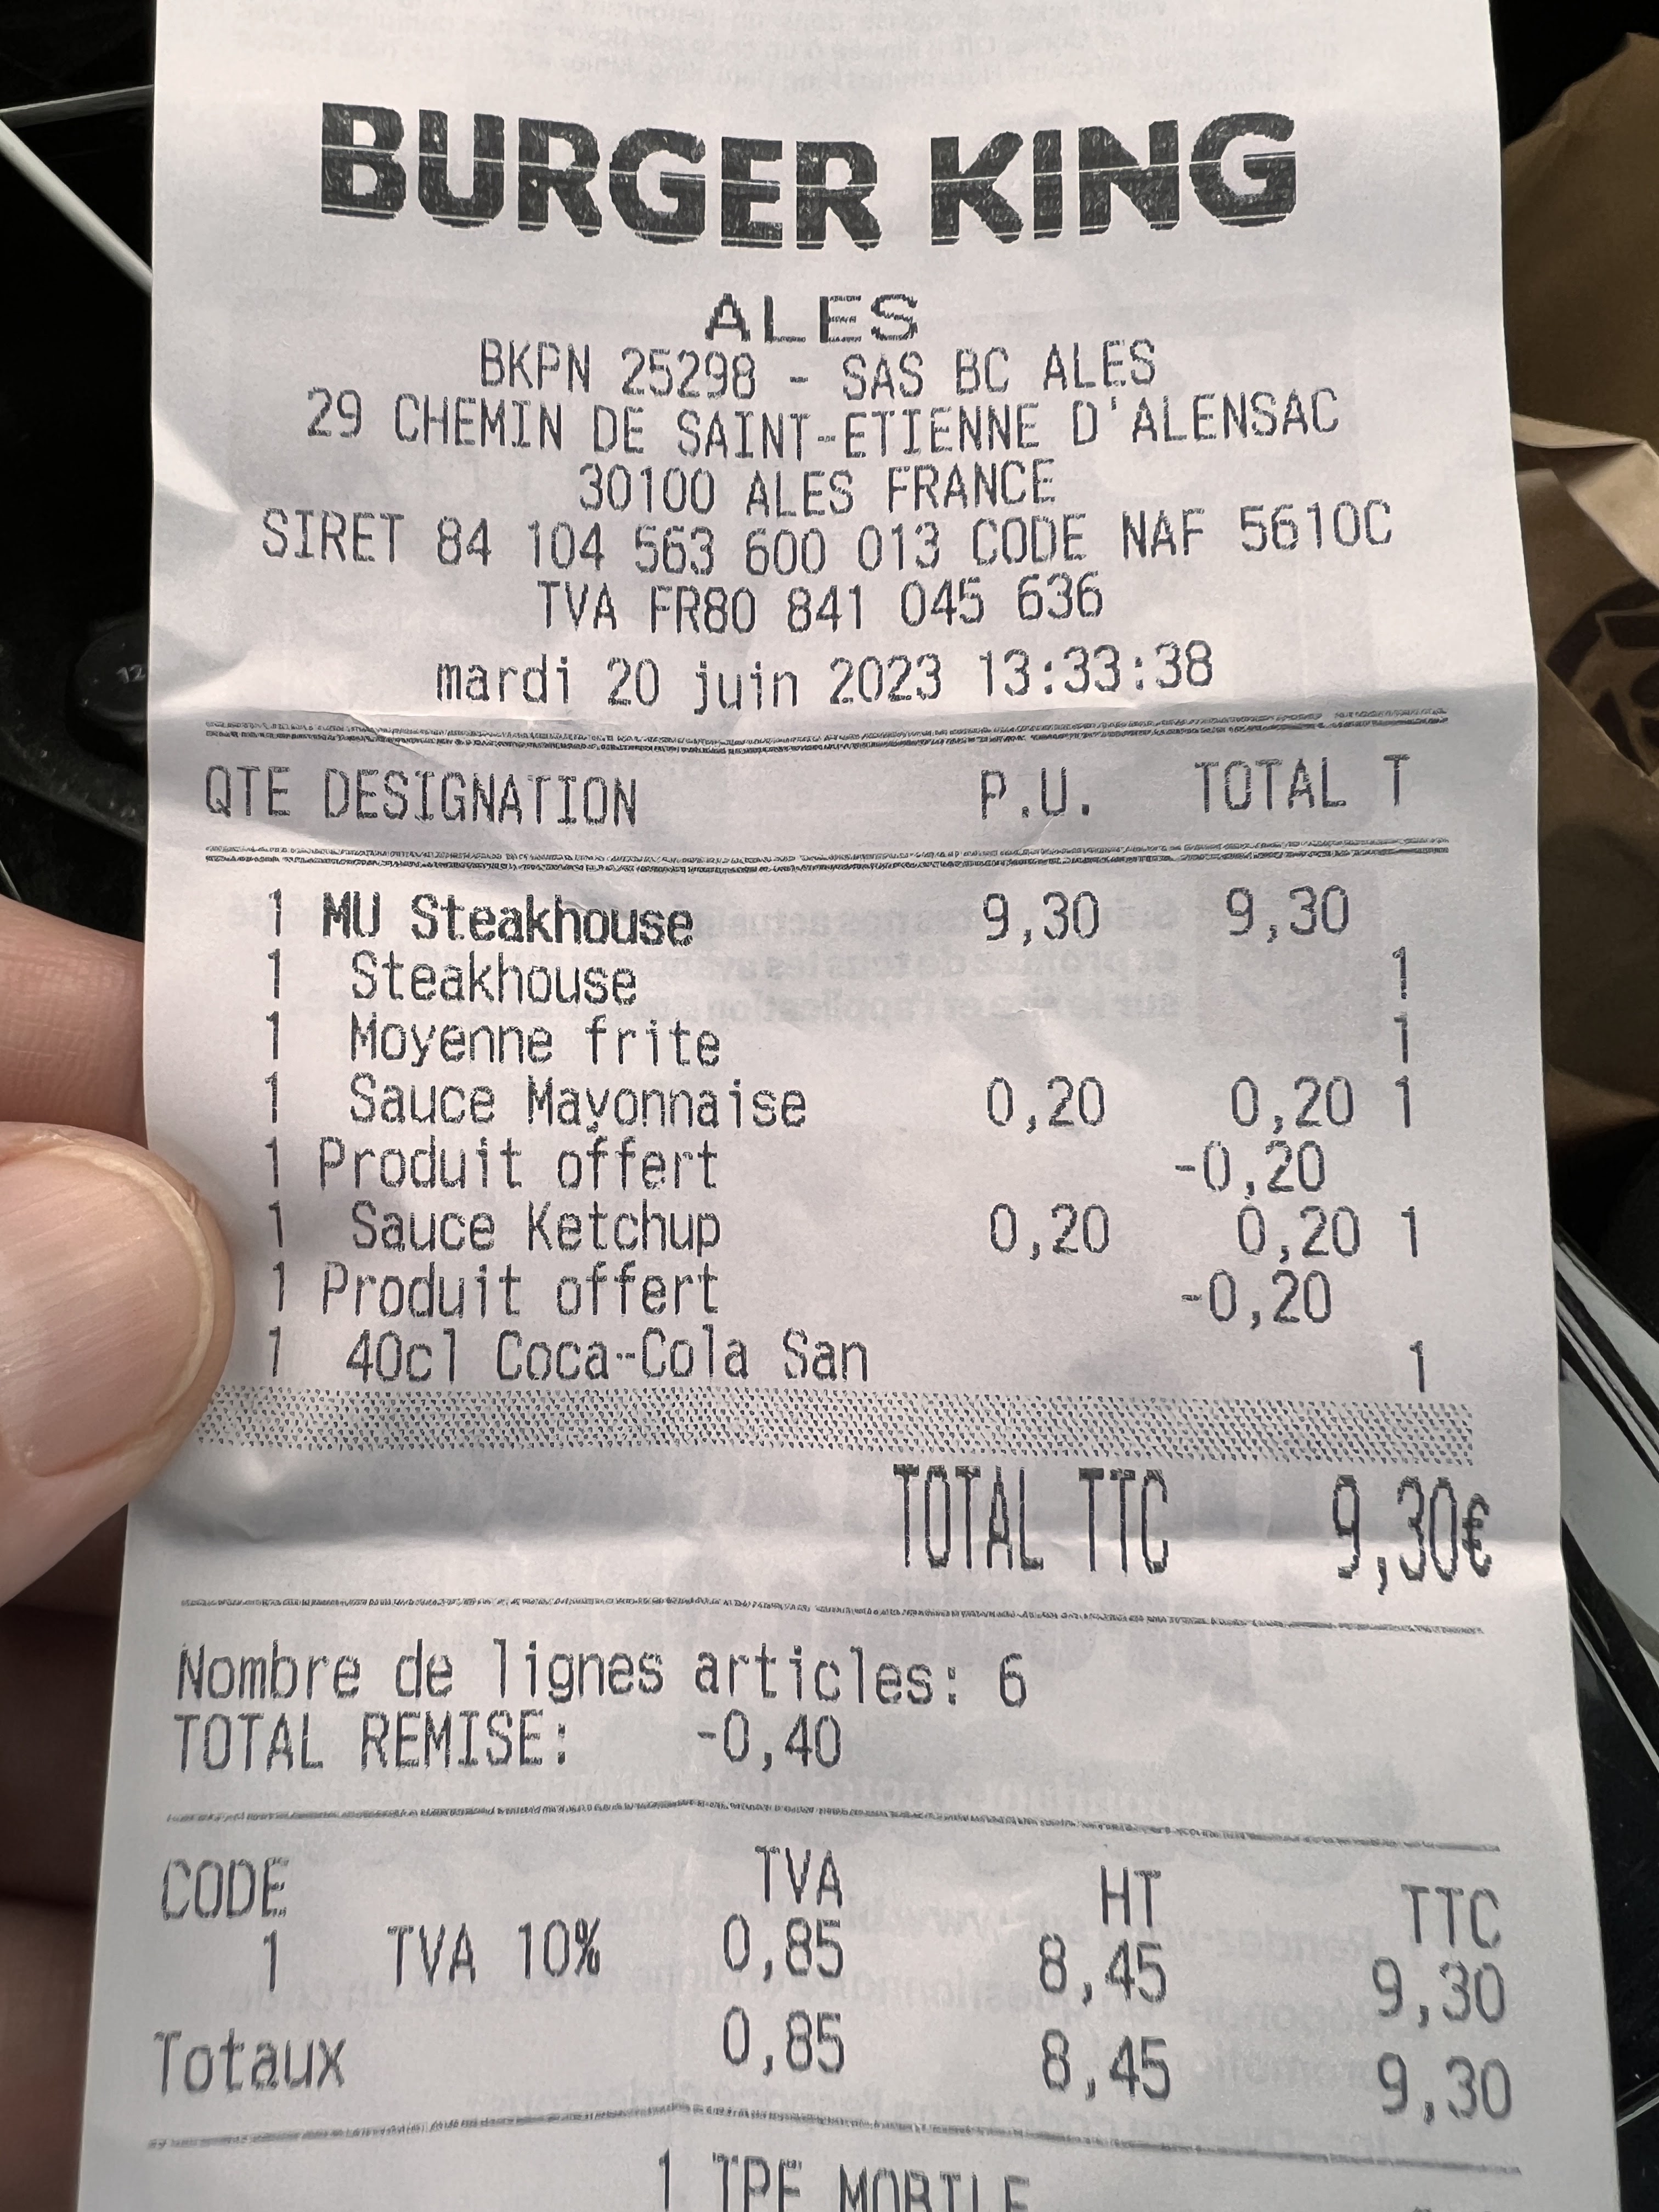 BURGER KING
ALES
BKPN 25298 - SAS BC ALES
29 CHEMIN DE SAINT-ETIENNE D'ALENSAC
30100 ALES FRANCE
SIRET 84 104 563 600 013 CODE NAF 5610C
TVA FR80 841 045 636
mardi 20 juin 2023 13:33:38
QTE DESIGNATION P.U. TOTAL T
1 MU Steakhouse 9,30 9,30
1 Steakhouse 1
1 Moyenne frite 1
1 Sauce Mayonnaise 0,20 0,20 1
1 Produit offert -0,20
1 Sauce Ketchup 0,20 0,20 1
1 Produit offert -0,20
1 40cl Coca-Cola San 1
TOTAL TTC 9,30€
Nombre de lignes articles: 6
TOTAL REMISE: -0,40
CODE TVA HT TTC
1 TVA 10% 0,85 8,45 9,30
Totaux 0,85 8,45 9,30
1 TPE MOBILE